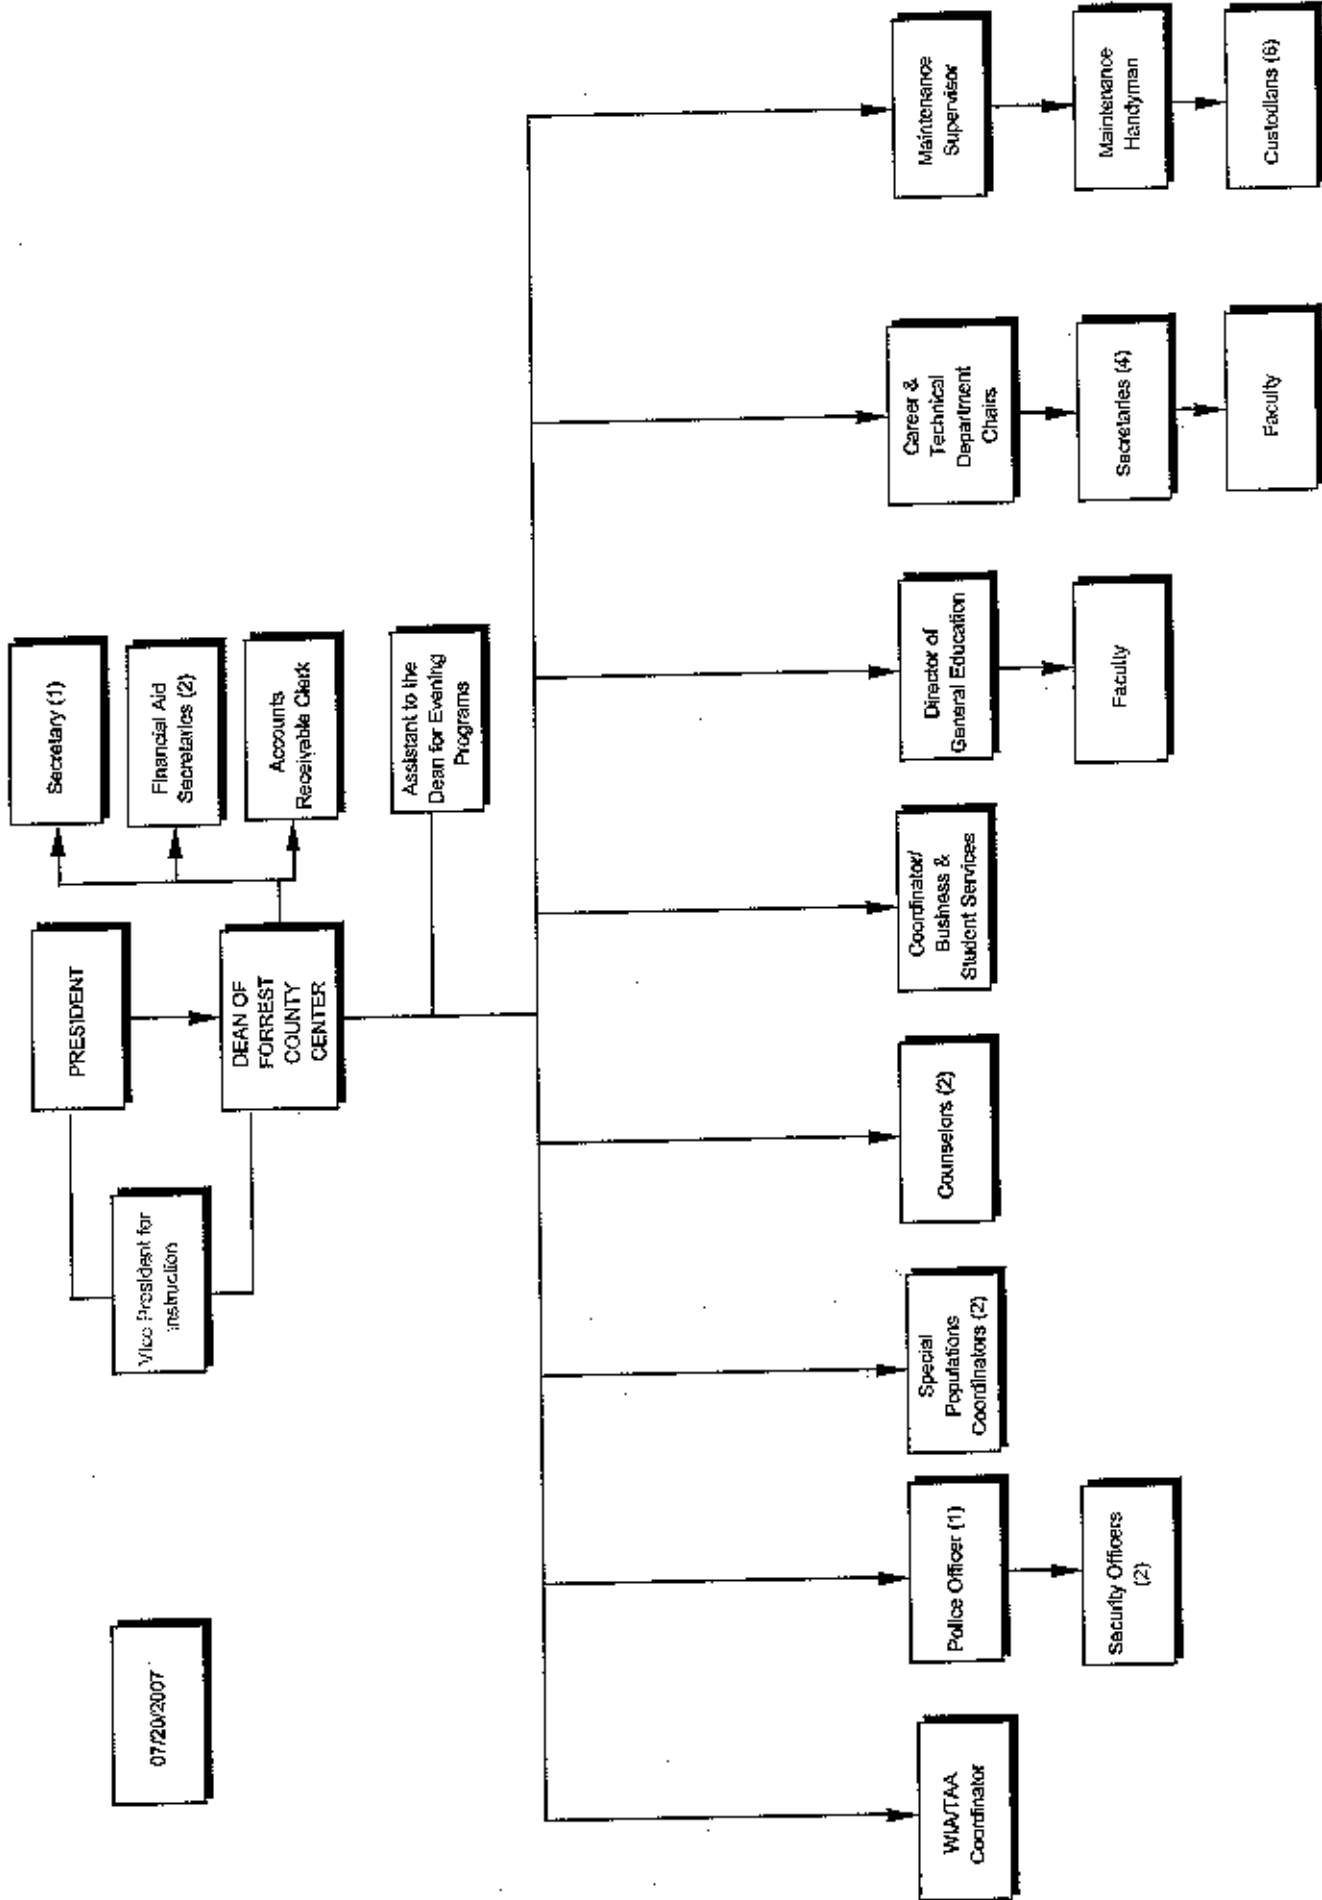 07/20/2007
PRESIDENT
Vice President for
Instruction
DEAN OF
FORREST
COUNTY
CENTER
Secretary (1)
Financial Aid
Secretaries (2)
Accounts
Receivable Clerk
Assistant to the
Dean for Evening
Programs
WIA/TAA
Coordinator
Police Officer (1)
Security Officers
(2)
Special
Populations
Coordinators (2)
Counselors (2)
Coordinator/
Business &
Student Services
Director of
General Education
Faculty
Career &
Technical
Department
Chairs
Secretaries (4)
Faculty
Maintenance
Supervisor
Maintenance
Handyman
Custodians (6)